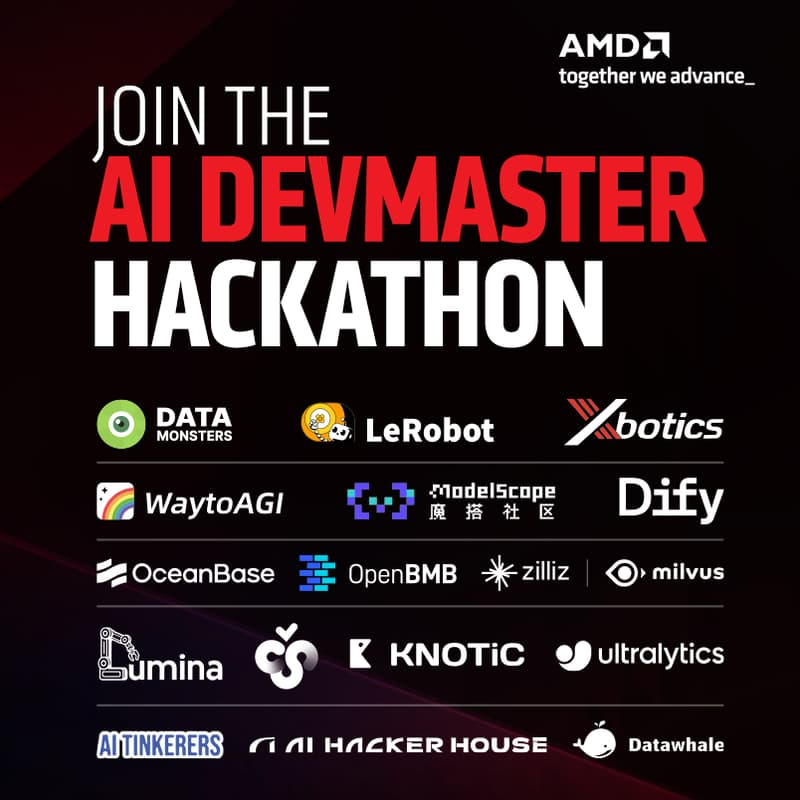 AMD
together we advance_
JOIN THE
AI DEVMASTER
HACKATHON
DATA
MONSTERS
LeRobot
Xbotics
WaytoAGI
ModelScope
魔搭社区
Dify
OceanBase
OpenBMB
zilliz
milvus
Lumina
KNOTiC
ultralytics
AI TINKERERS
AI HACKER HOUSE
Datawhale